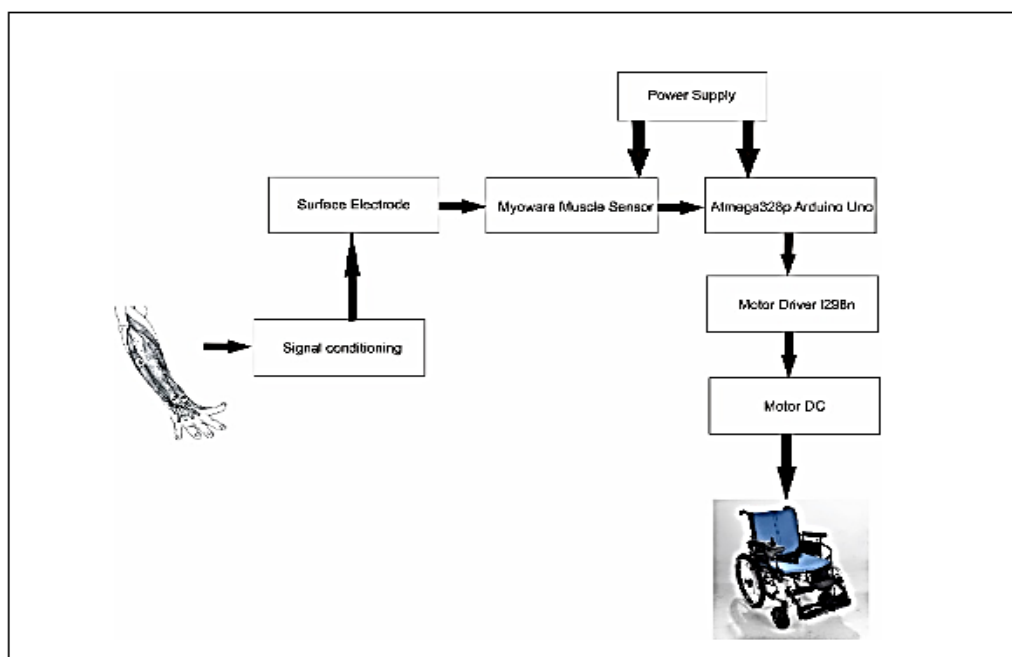 Power Supply
Surface Electrode
Myoware Muscle Sensor
Atmega328p Arduino Uno
Signal conditioning
Motor Driver l298n
Motor DC